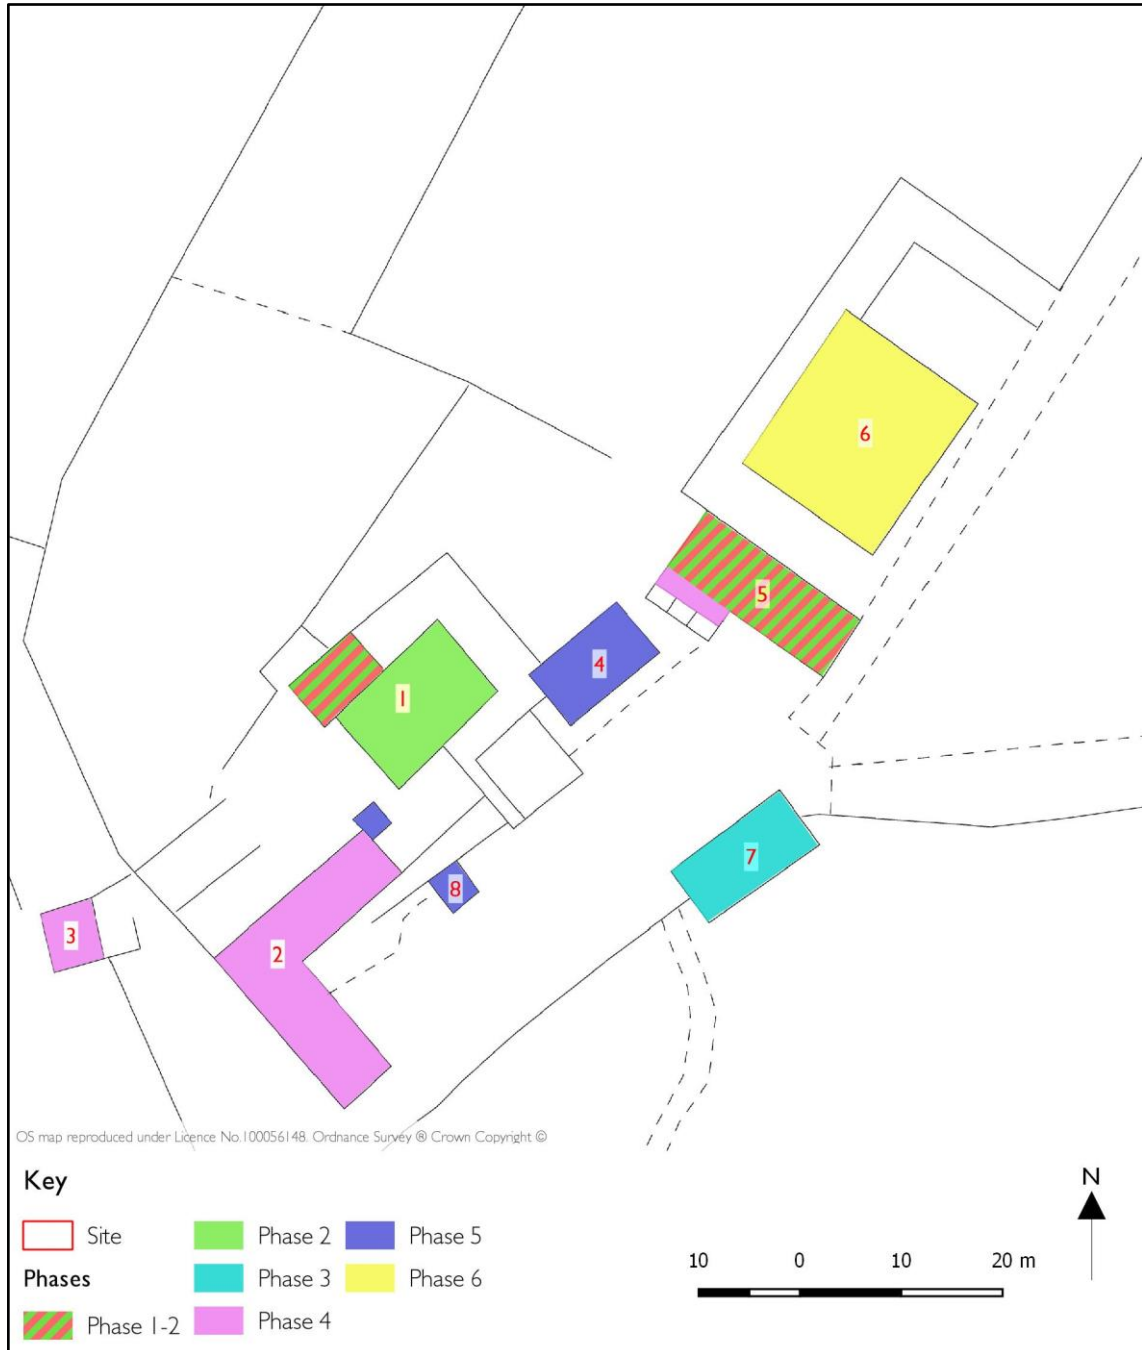 6
5
4
1
7
8
3
2
OS map reproduced under Licence No.100056148. Ordnance Survey ® Crown Copyright ©
Key
N
Site
Phase 2
Phase 5
10 0 10 20 m
Phases
Phase 3
Phase 6
Phase 1-2
Phase 4